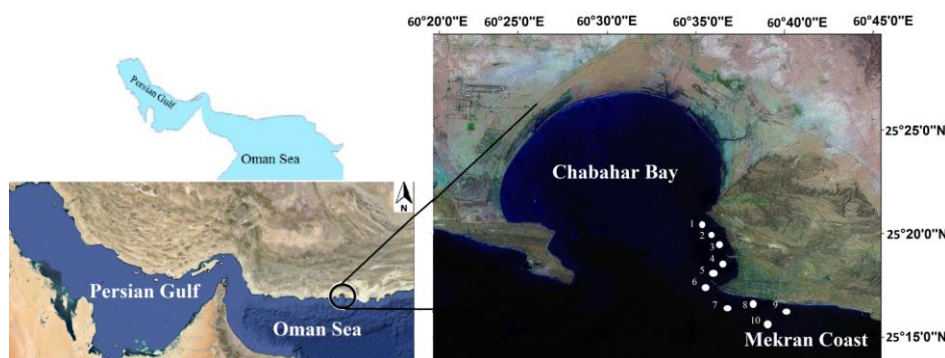 60°20'0"E 60°25'0"E 60°30'0"E 60°35'0"E 60°40'0"E 60°45'0"E
Persian Gulf
Oman Sea
N
Persian Gulf
Oman Sea
Chabahar Bay
25°25'0"N
25°20'0"N
25°15'0"N
1
2
3
4
5
6
7
8
9
10
Mekran Coast